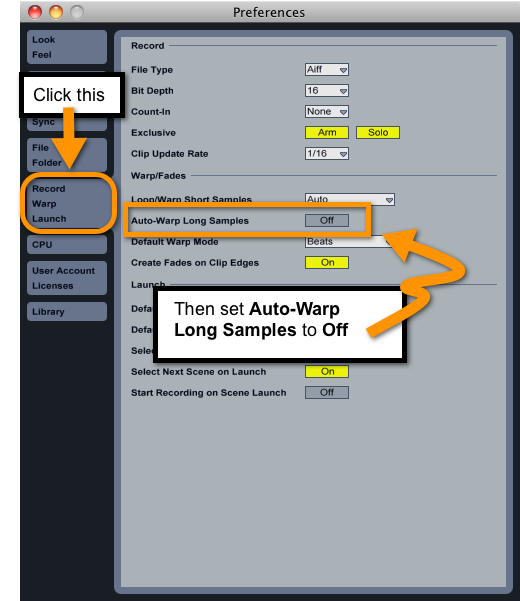 Preferences
Look
Feel
Click this
Sync
File
Folder
Record
Warp
Launch
CPU
User Account
Licenses
Library
Record
File Type Aiff
Bit Depth 16
Count-In None
Exclusive Arm Solo
Clip Update Rate 1/16
Warp/Fades
Loop/Warp Short Samples Auto
Auto-Warp Long Samples Off
Default Warp Mode Beats
Create Fades on Clip Edges On
Launch
Then set Auto-Warp
Long Samples to Off
Select Next Scene on Launch On
Start Recording on Scene Launch Off